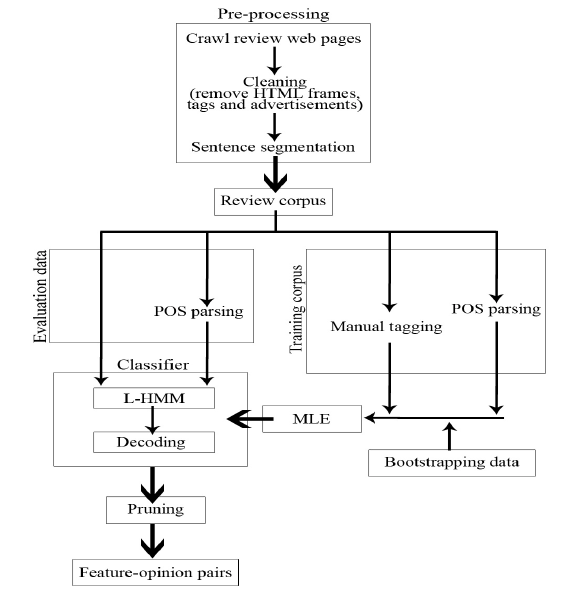 Pre-processing
Crawl review web pages
Cleaning
(remove HTML frames,
tags and advertisements)
Sentence segmentation
Review corpus
Evaluation data
POS parsing
Training corpus
Manual tagging
POS parsing
Classifier
L-HMM
Decoding
MLE
Bootstrapping data
Pruning
Feature-opinion pairs